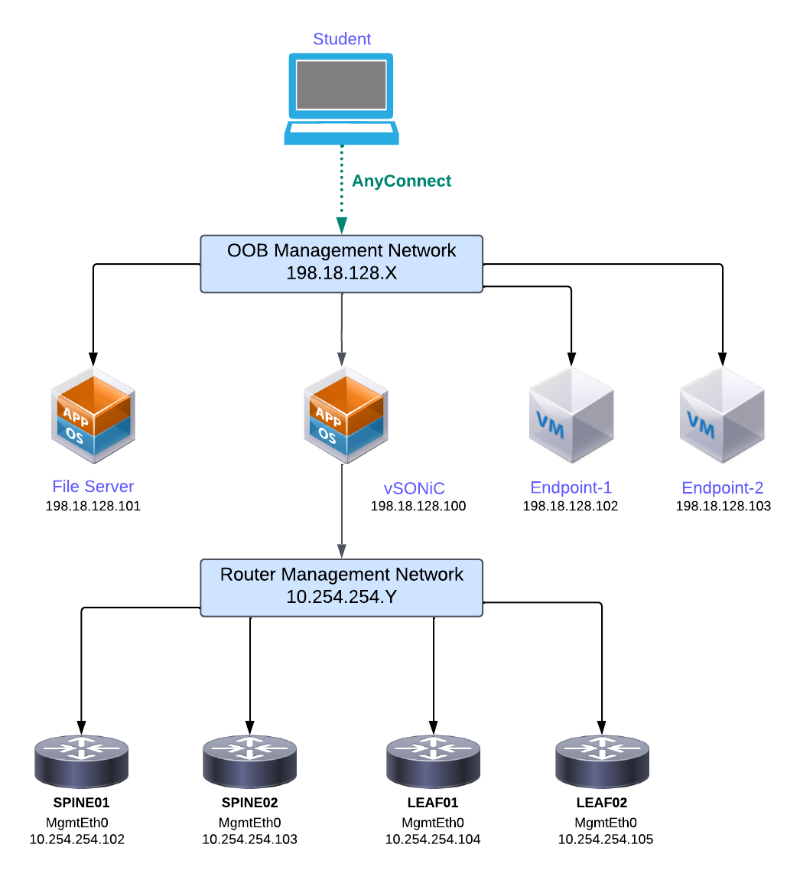 Student
AnyConnect
OOB Management Network
198.18.128.X
APP
OS
APP
OS
VM
VM
File Server
198.18.128.101
vSONiC
198.18.128.100
Endpoint-1
198.18.128.102
Endpoint-2
198.18.128.103
Router Management Network
10.254.254.Y
SPINE01
MgmtEth0
10.254.254.102
SPINE02
MgmtEth0
10.254.254.103
LEAF01
MgmtEth0
10.254.254.104
LEAF02
MgmtEth0
10.254.254.105